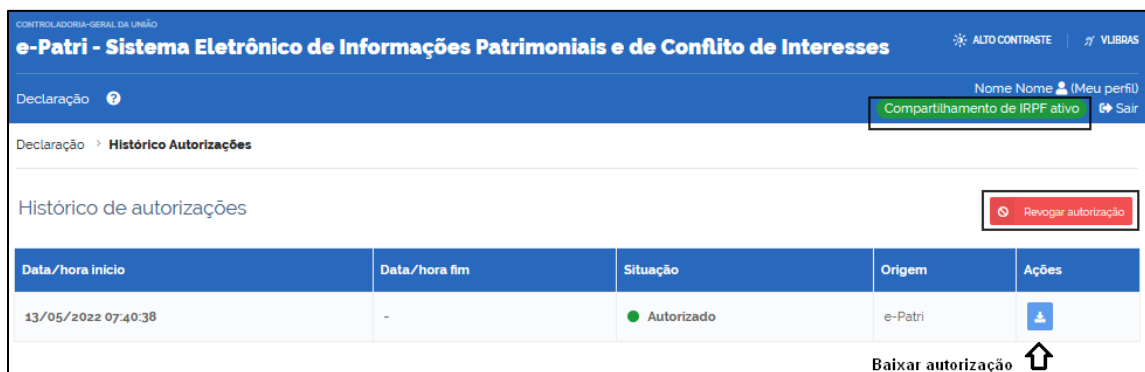 CONTROLADORIA-GERAL DA UNIÃO
e-Patri - Sistema Eletrônico de Informações Patrimoniais e de Conflito de Interesses
ALTO CONTRASTE
VLIBRAS
Declaração ?
Nome Nome (Meu perfil)
Compartilhamento de IRPF ativo
Sair
Declaração > Histórico Autorizações
Histórico de autorizações
Revogar autorização
Data/hora início Data/hora fim Situação Origem Ações
13/05/2022 07:40:38 - Autorizado e-Patri
Baixar autorização